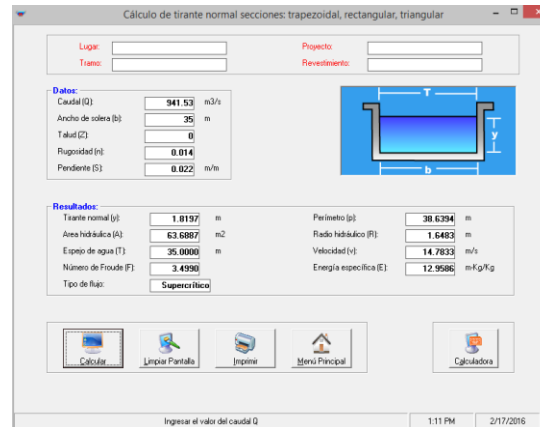 Cálculo de tirante normal secciones: trapezoidal, rectangular, triangular
Lugar: Proyecto:
Tramo: Revestimiento:
Datos:
Caudal (Q): 941.53 m3/s
Ancho de solera (b): 35 m
Talud (Z): 0
Rugosidad (n): 0.014
Pendiente (S): 0.022 m/m
T
y
b
Resultados:
Tirante normal (y): 1.8197 m Perímetro (p): 38.6394 m
Area hidráulica (A): 63.6887 m2 Radio hidráulico (R): 1.6483 m
Espejo de agua (T): 35.0000 m Velocidad (v): 14.7833 m/s
Número de Froude (F): 3.4990 Energía específica (E): 12.9586 m-Kg/Kg
Tipo de flujo: Supercrítico
Calcular Limpiar Pantalla Imprimir Menú Principal Calculadora
Ingresar el valor del caudal Q 1:11 PM 2/17/2016